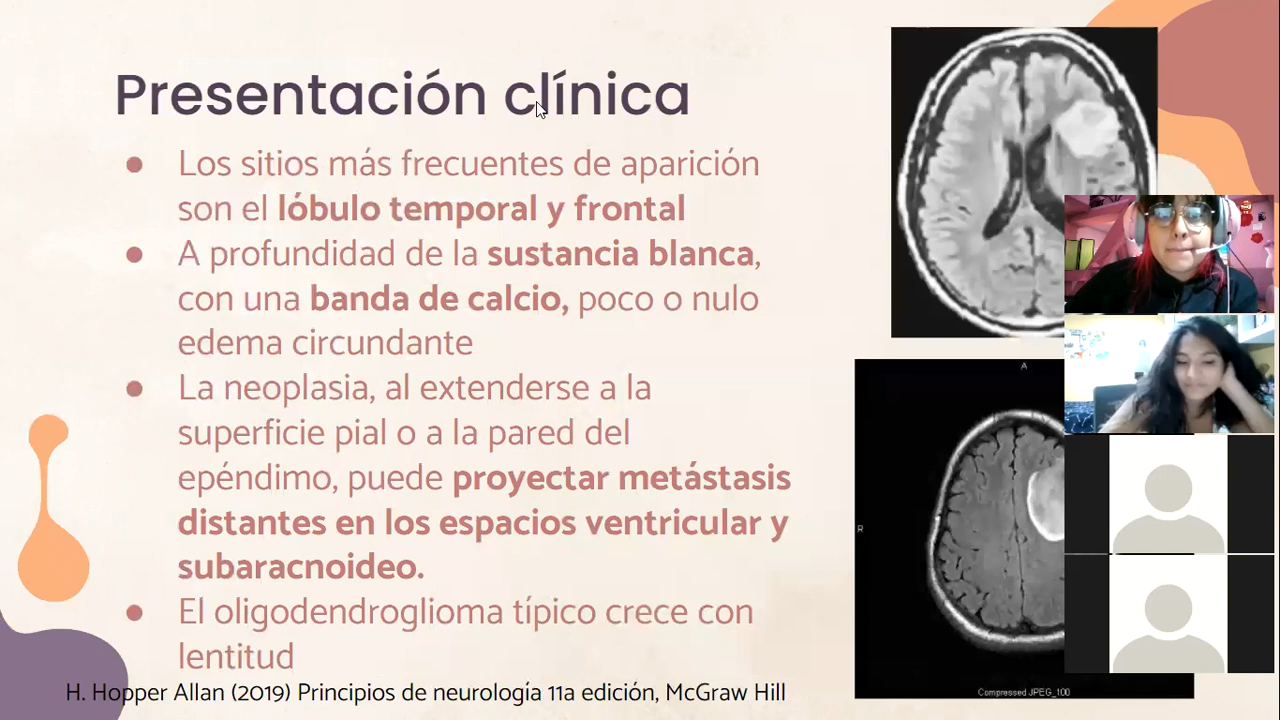 Presentación clínica
● Los sitios más frecuentes de aparición
son el lóbulo temporal y frontal
● A profundidad de la sustancia blanca,
con una banda de calcio, poco o nulo
edema circundante
● La neoplasia, al extenderse a la
superficie pial o a la pared del
epéndimo, puede proyectar metástasis
distantes en los espacios ventricular y
subaracnoideo.
● El oligodendroglioma típico crece con
lentitud
H. Hopper Allan (2019) Principios de neurología 11a edición, McGraw Hill
A
R
Compressed JPEG_100